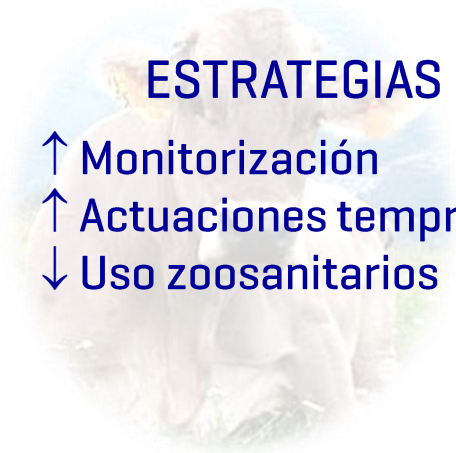 ESTRATEGIAS
↑ Monitorización
↑ Actuaciones tempr
↓ Uso zoosanitarios